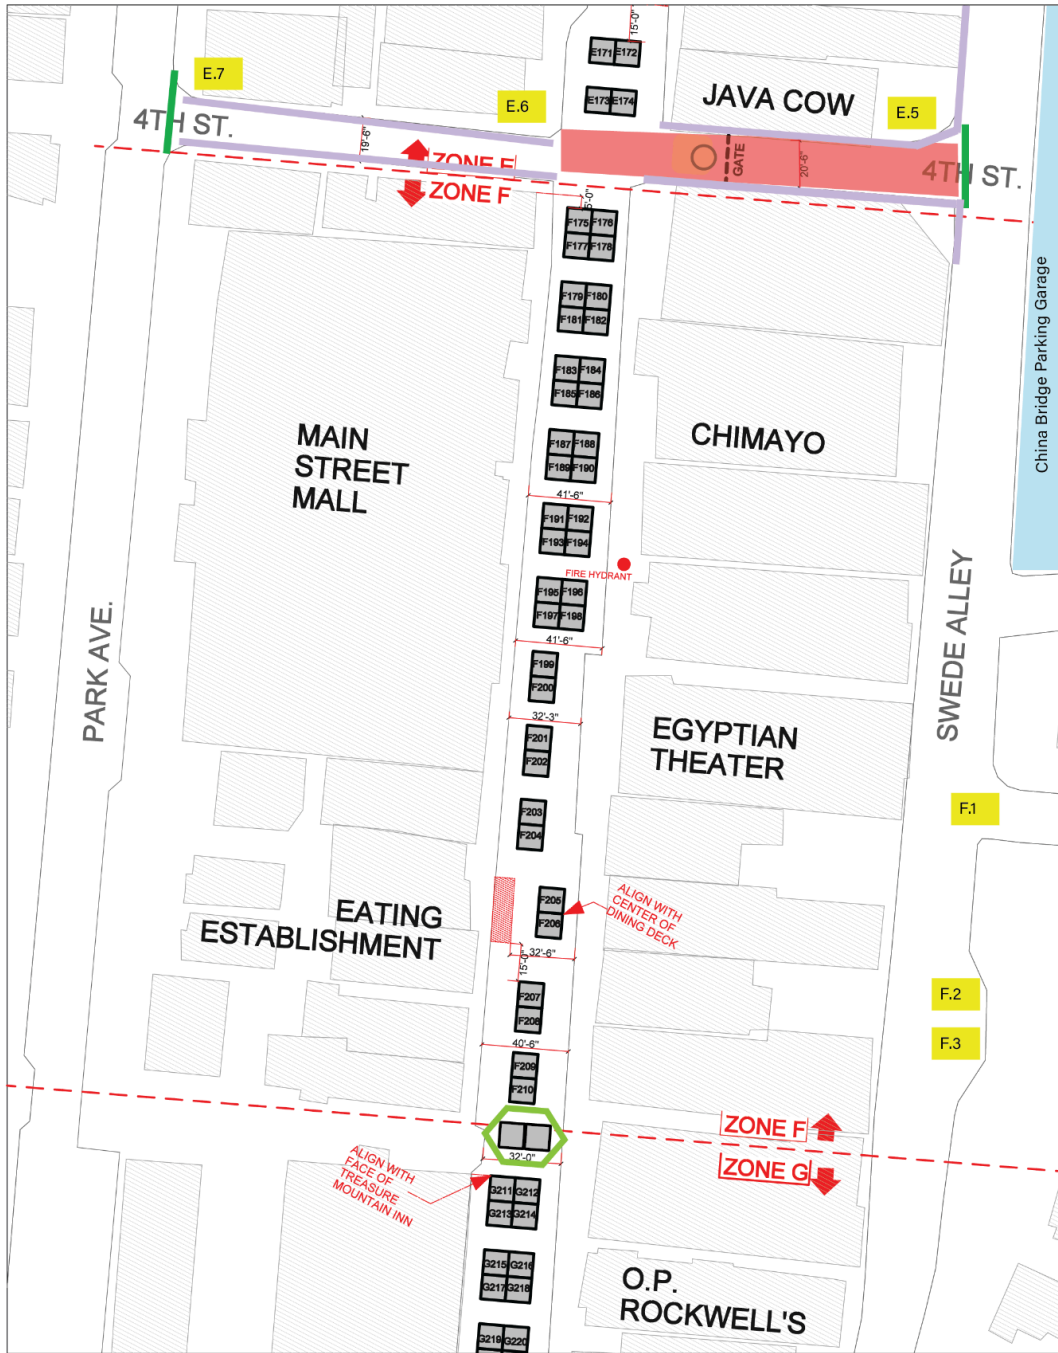 15'-0"
E171 E172
E.7
E.6
E173 E174
JAVA COW
E.5
4TH ST.
19'-6"
ZONE E
ZONE F
GATE
20'-6"
4TH ST.
F175 F176
F177 F178
China Bridge Parking Garage
F179 F180
F181 F182
F183 F184
F185 F186
MAIN
STREET
MALL
CHIMAYO
F187 F188
F189 F190
41'-6"
F191 F192
F193 F194
FIRE HYDRANT
F195 F196
F197 F198
41'-6"
PARK AVE.
SWEDE ALLEY
F199
F200
32'-3"
EGYPTIAN
THEATER
F201
F202
F.1
F203
F204
ALIGN WITH
CENTER OF
DINING DECK
F205
F206
EATING
ESTABLISHMENT
32'-6"
15'-0"
F.2
F207
F208
F.3
40'-6"
F209
F210
ZONE F
32'-0"
ZONE G
ALIGN WITH
FACE OF
TREASURE
MOUNTAIN INN
G211 G212
G213 G214
G215 G216
G217 G218
O.P.
ROCKWELL'S
G219 G220